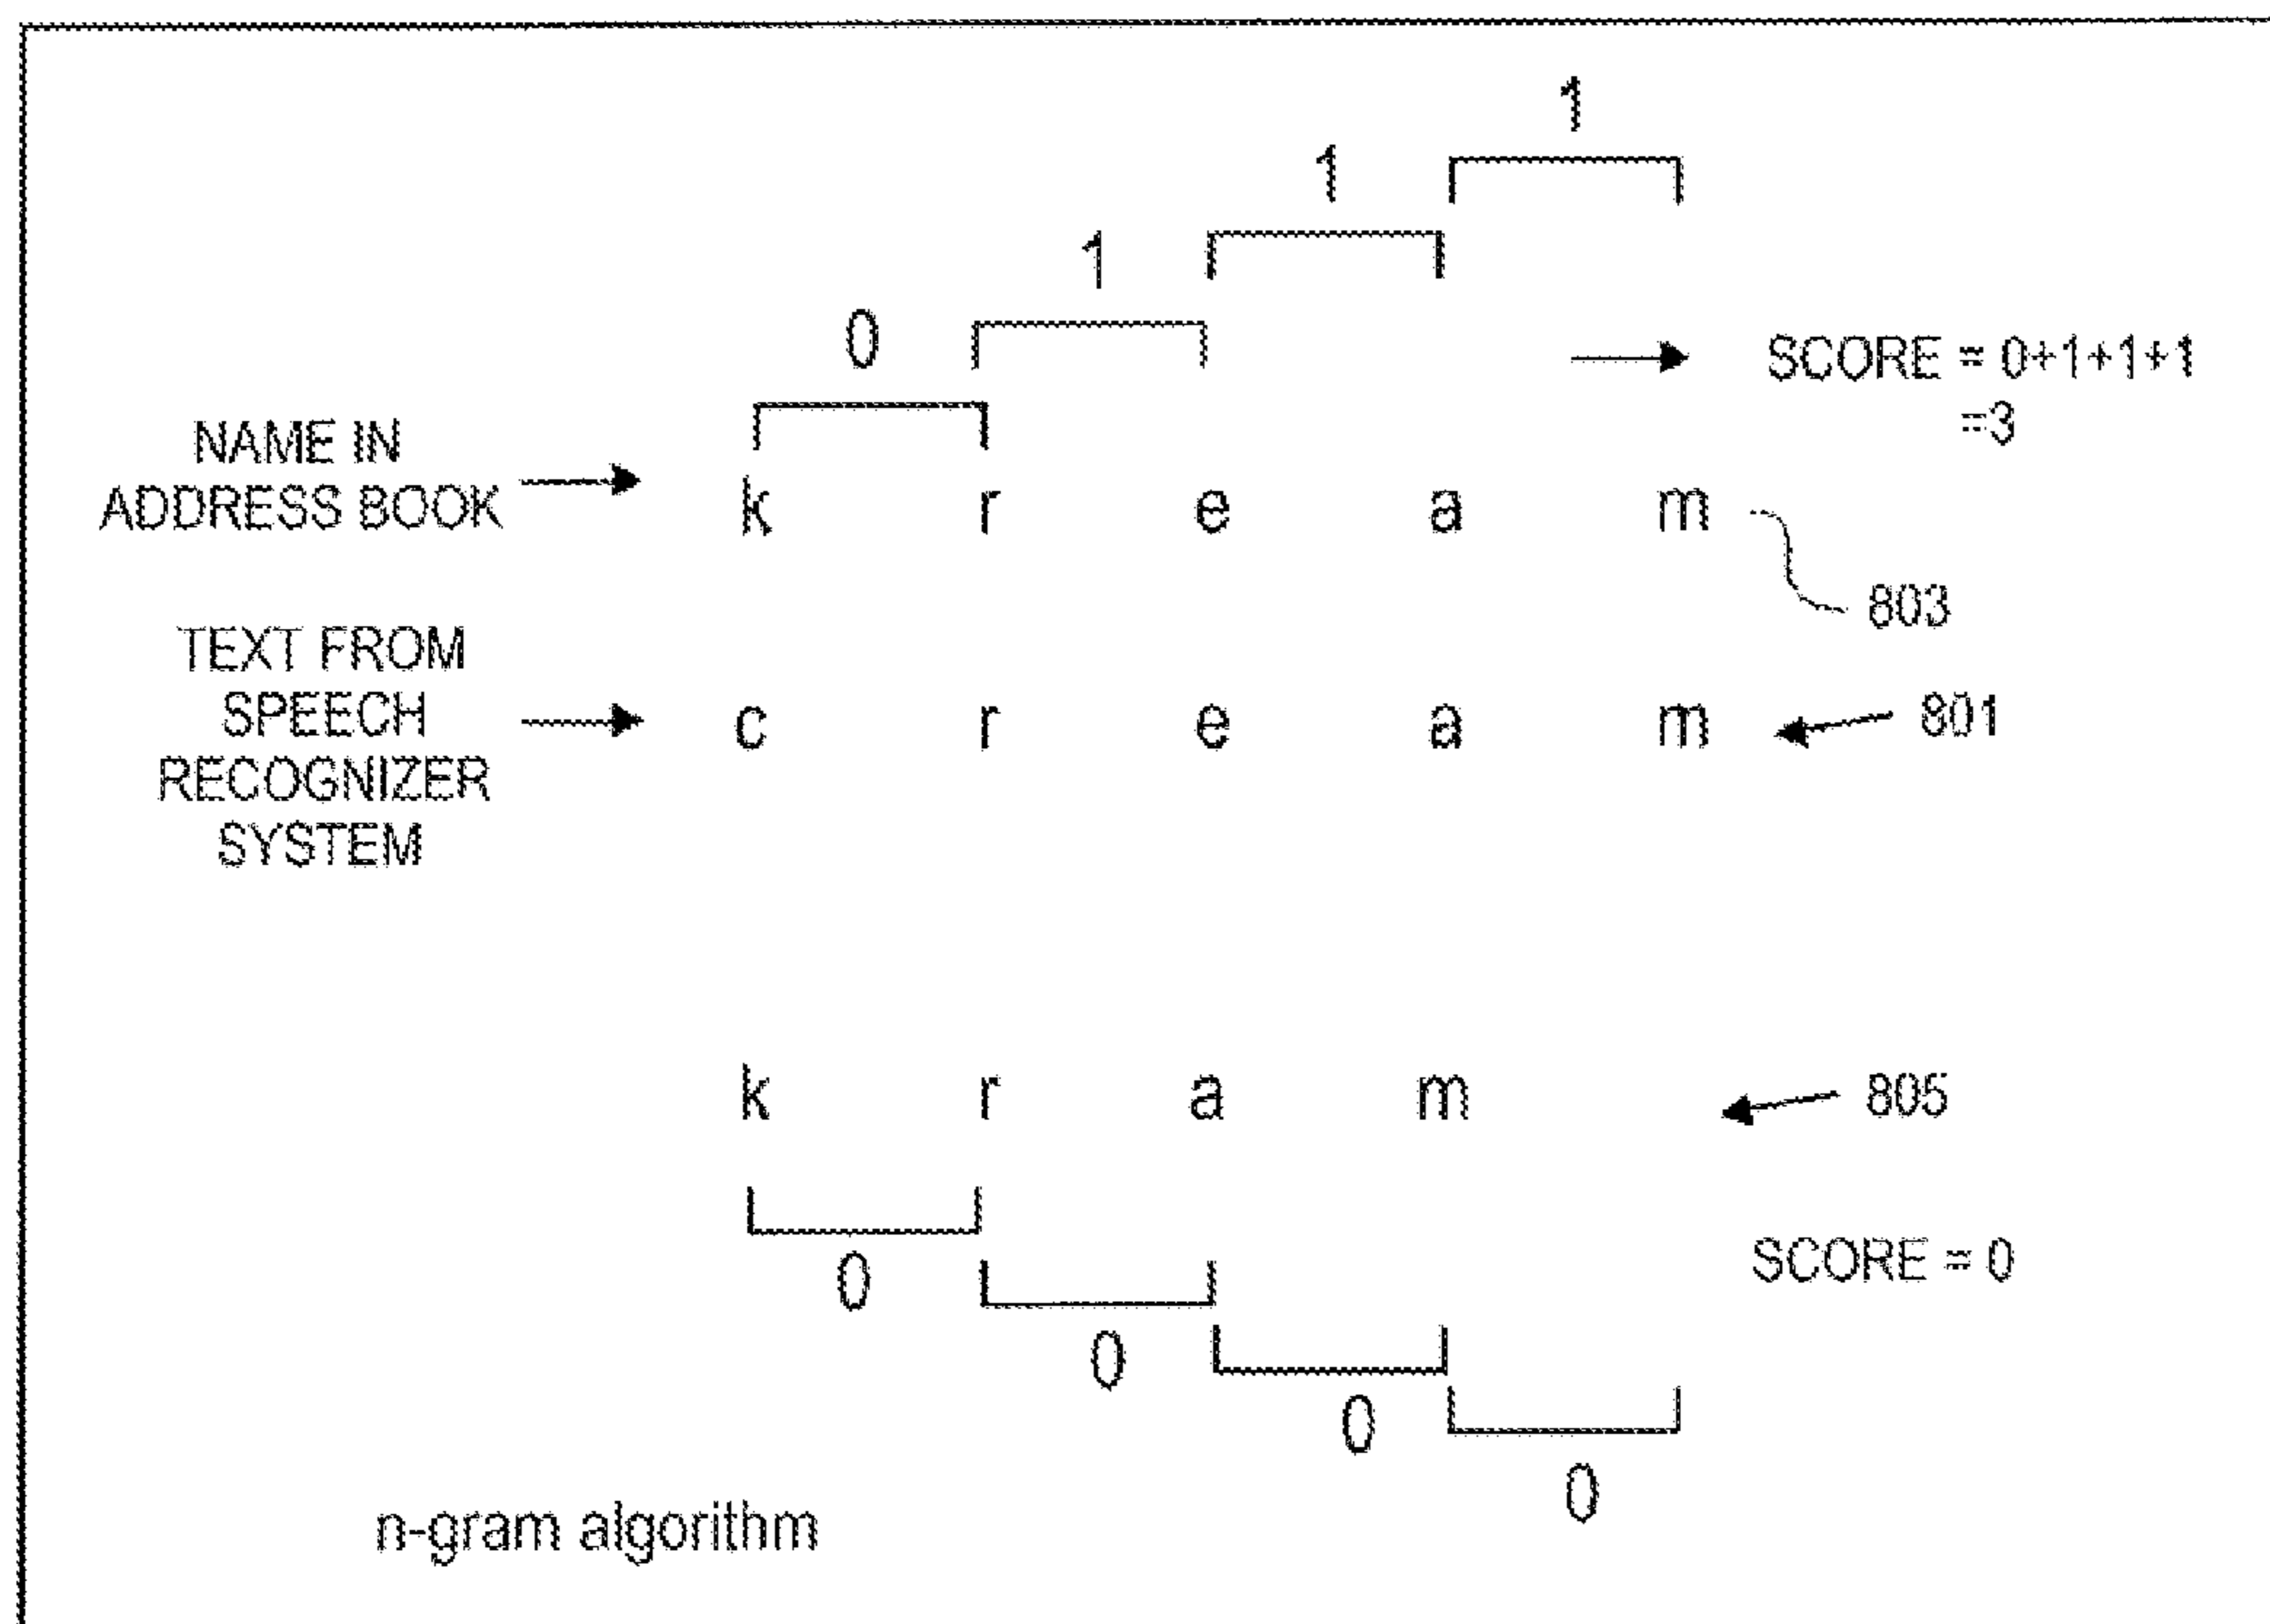 1
1
1
0
SCORE = 0+1+1+1
=3
NAME IN
ADDRESS BOOK
k r e a m
803
TEXT FROM
SPEECH
RECOGNIZER
SYSTEM
c r e a m
801
k r a m
805
0
SCORE = 0
0
0
0
n-gram algorithm